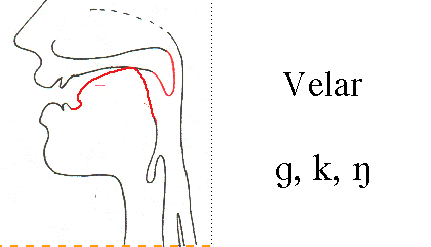 Velar
ɡ, k, ŋ